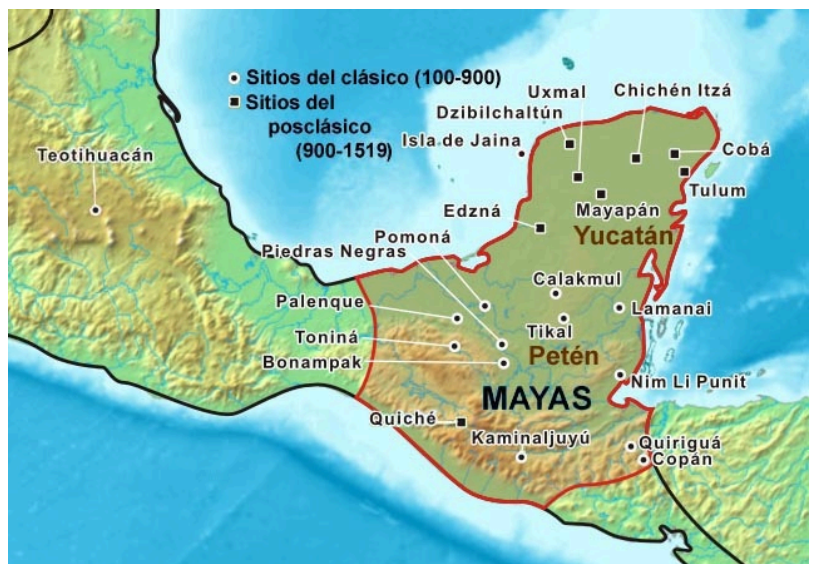 Sitios del clásico (100-900)
Sitios del
posclásico
(900-1519)
Uxmal
Chichén Itzá
Dzibilchaltún
Isla de Jaina
Cobá
Teotihuacán
Tulum
Edzná
Mayapán
Yucatán
Pomoná
Piedras Negras
Calakmul
Palenque
Lamanai
Toniná
Tikal
Bonampak
Petén
Nim Li Punit
MAYAS
Quiché
Kaminaljuyú
Quiriguá
Copán